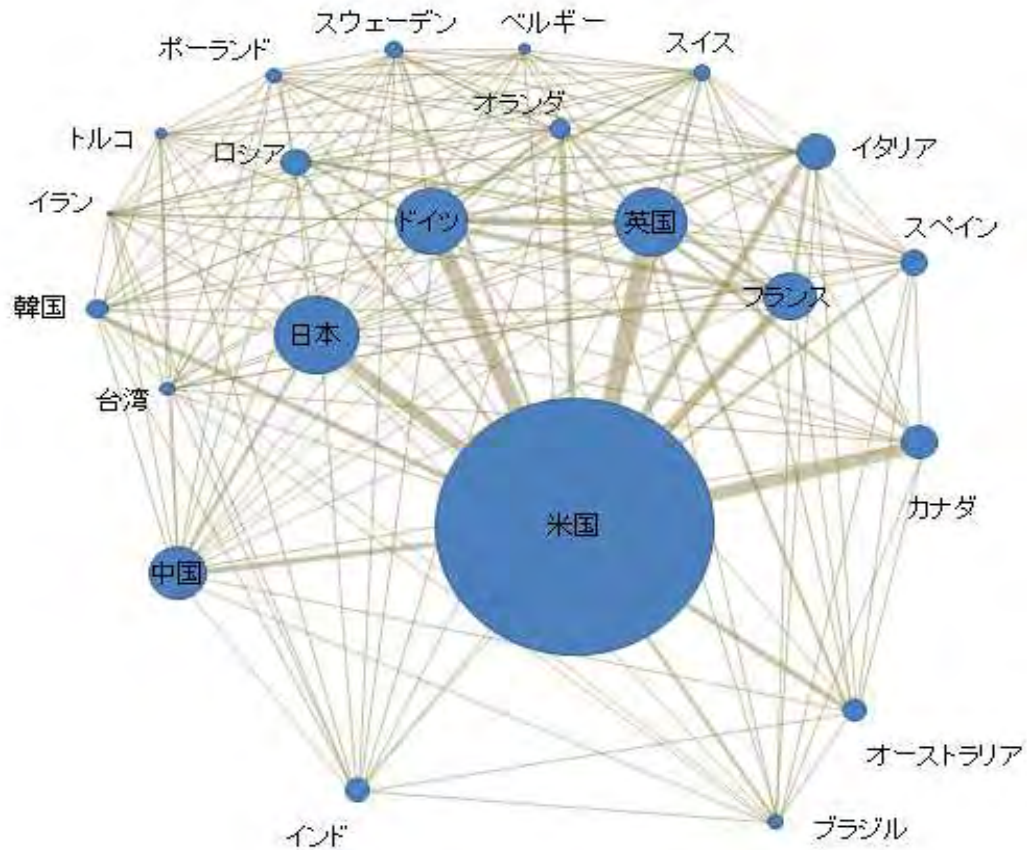 スウェーデン
ベルギー
スイス
ポーランド
オランダ
トルコ
ロシア
イタリア
イラン
ドイツ
英国
スペイン
韓国
日本
フランス
台湾
米国
カナダ
中国
オーストラリア
インド
ブラジル